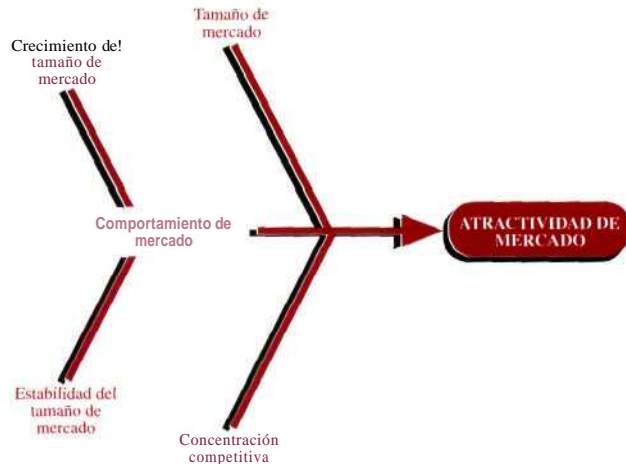 Tamaño de
mercado
Crecimiento de!
tamaño de
mercado
Comportamiento de
mercado
ATRACTIVIDAD DE
MERCADO
Estabilidad del
tamaño de
mercado
Concentración
competitiva